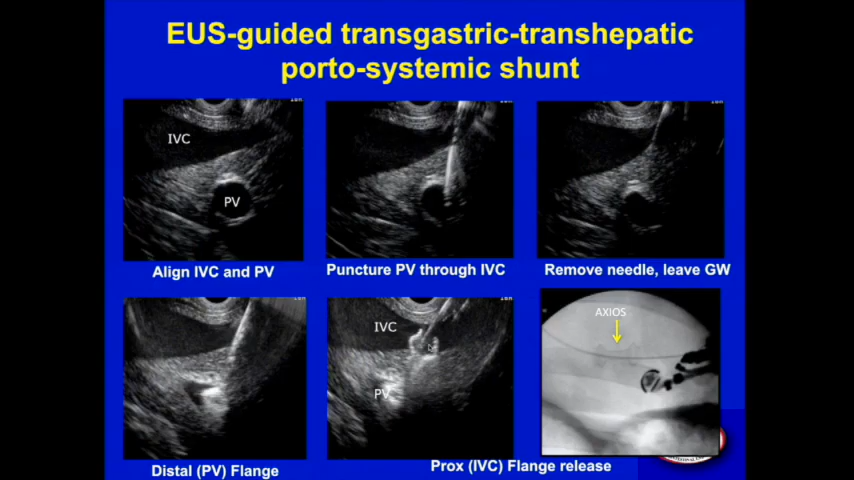 EUS-guided transgastric-transhepatic
porto-systemic shunt
IVC
PV
Align IVC and PV
Puncture PV through IVC
Remove needle, leave GW
IVC
PV
AXIOS
Distal (PV) Flange
Prox (IVC) Flange release